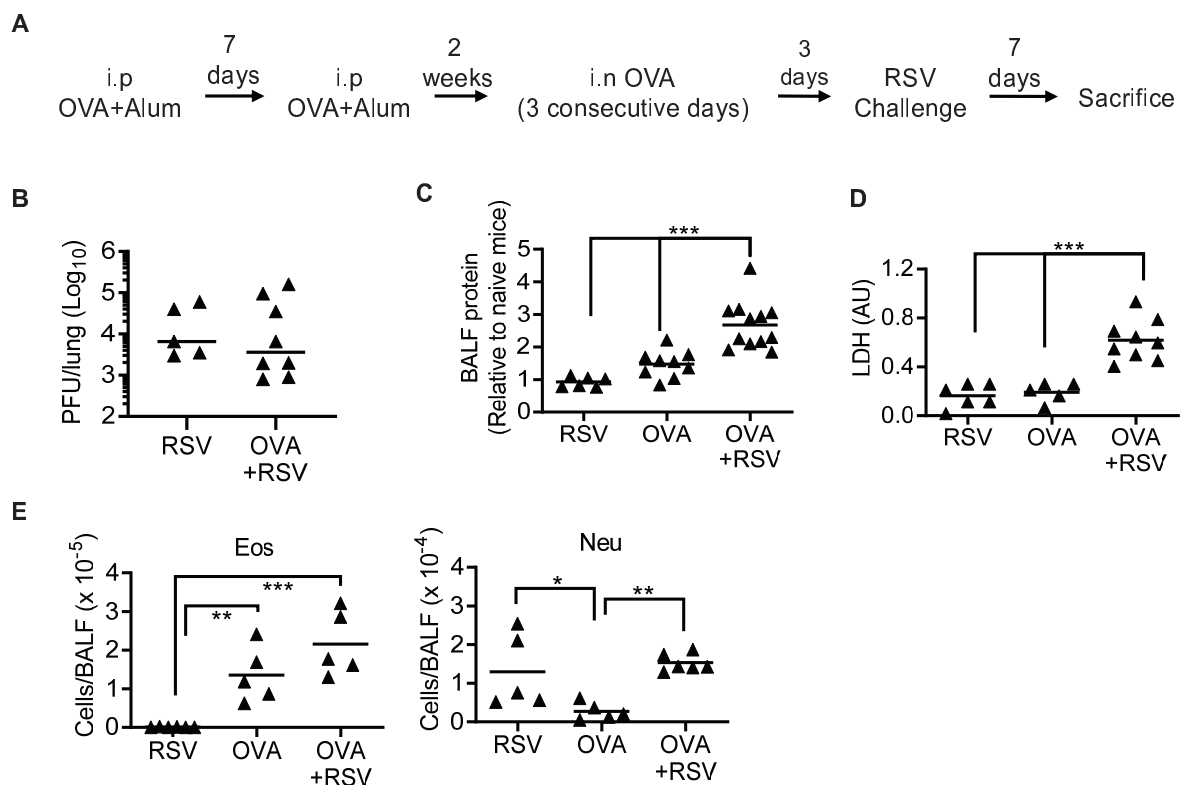 A
i.p
OVA+Alum
7
days
i.p
OVA+Alum
2
weeks
i.n OVA
(3 consecutive days)
3
days
RSV
Challenge
7
days
Sacrifice
B
PFU/lung (Log10)
6
5
4
3
2
RSV
OVA
+RSV
C
BALF protein
(Relative to naive mice)
5
4
3
2
1
0
***
RSV
OVA
OVA
+RSV
D
LDH (AU)
1.2
0.8
0.4
0.0
***
RSV
OVA
OVA
+RSV
E
Eos
Cells/BALF (x 10-5)
4
3
2
1
0
***
**
RSV
OVA
OVA
+RSV
Neu
Cells/BALF (x 10-4)
4
3
2
1
0
*
**
RSV
OVA
OVA
+RSV